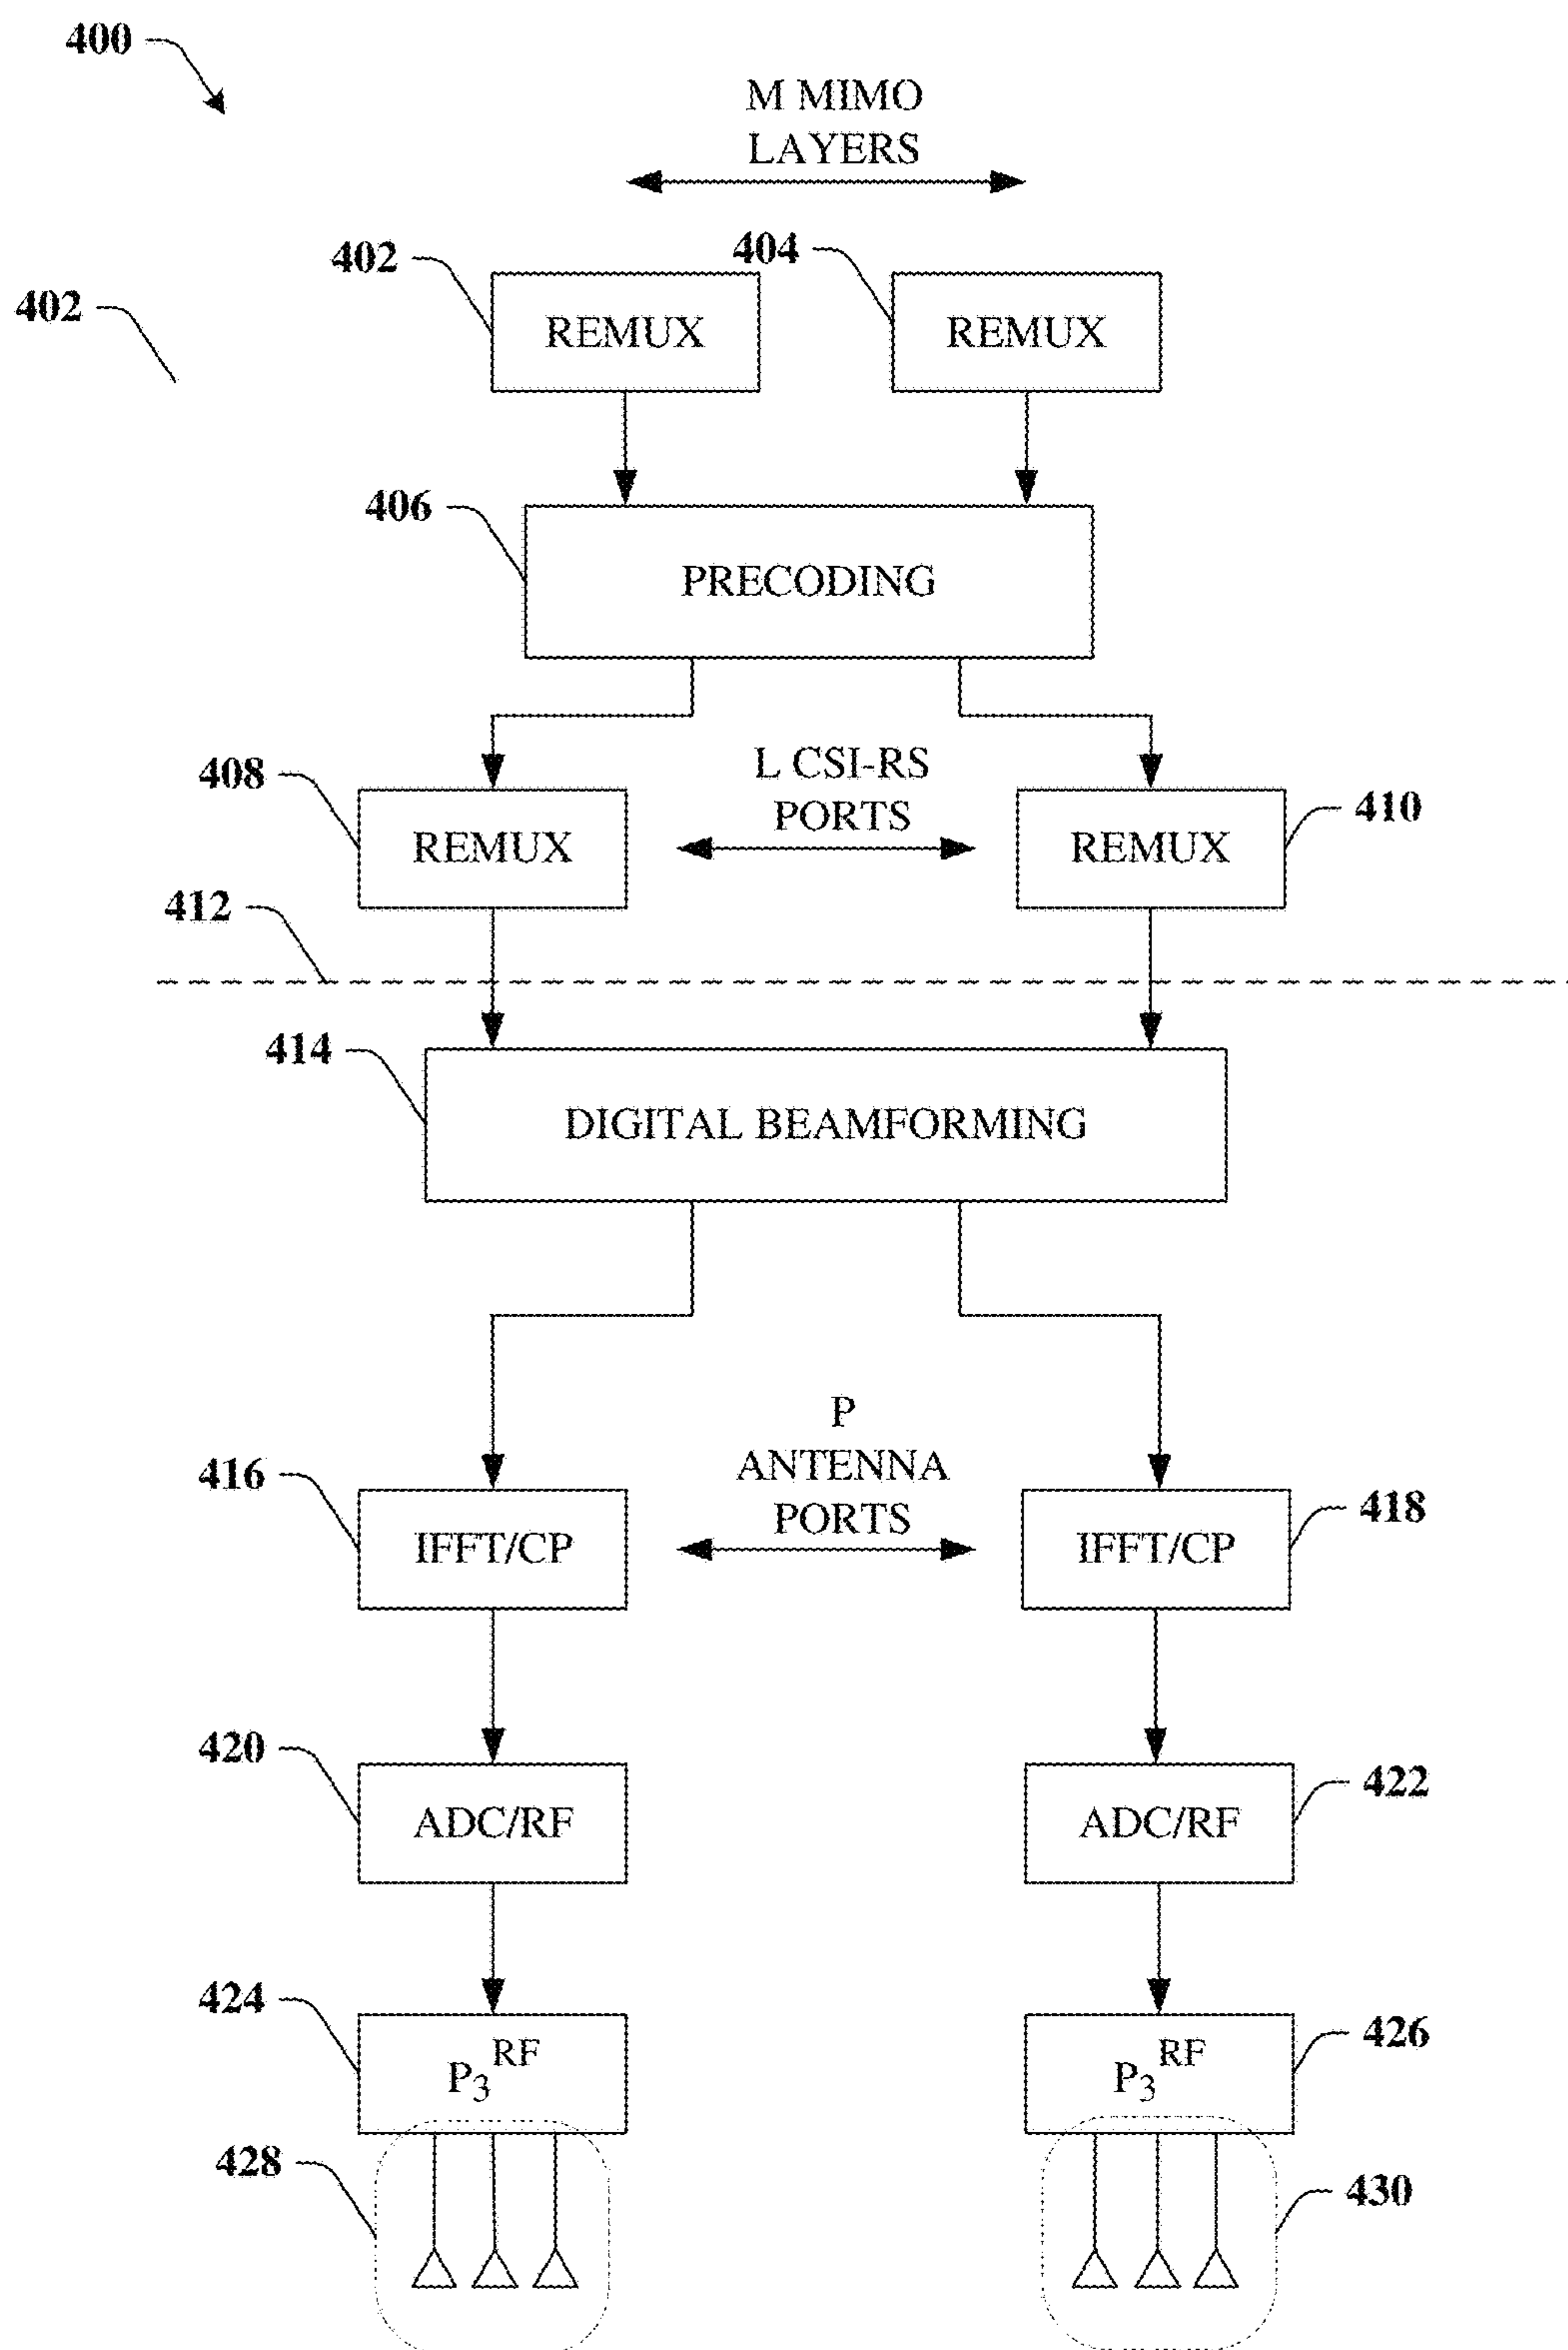 400
M MIMO
LAYERS
402
404
402
REMUX
REMUX
406
PRECODING
L CSI-RS
PORTS
408
410
REMUX
REMUX
412
414
DIGITAL BEAMFORMING
P
ANTENNA
PORTS
416
418
IFFT/CP
IFFT/CP
420
422
ADC/RF
ADC/RF
424
426
P3RF
P3RF
428
430